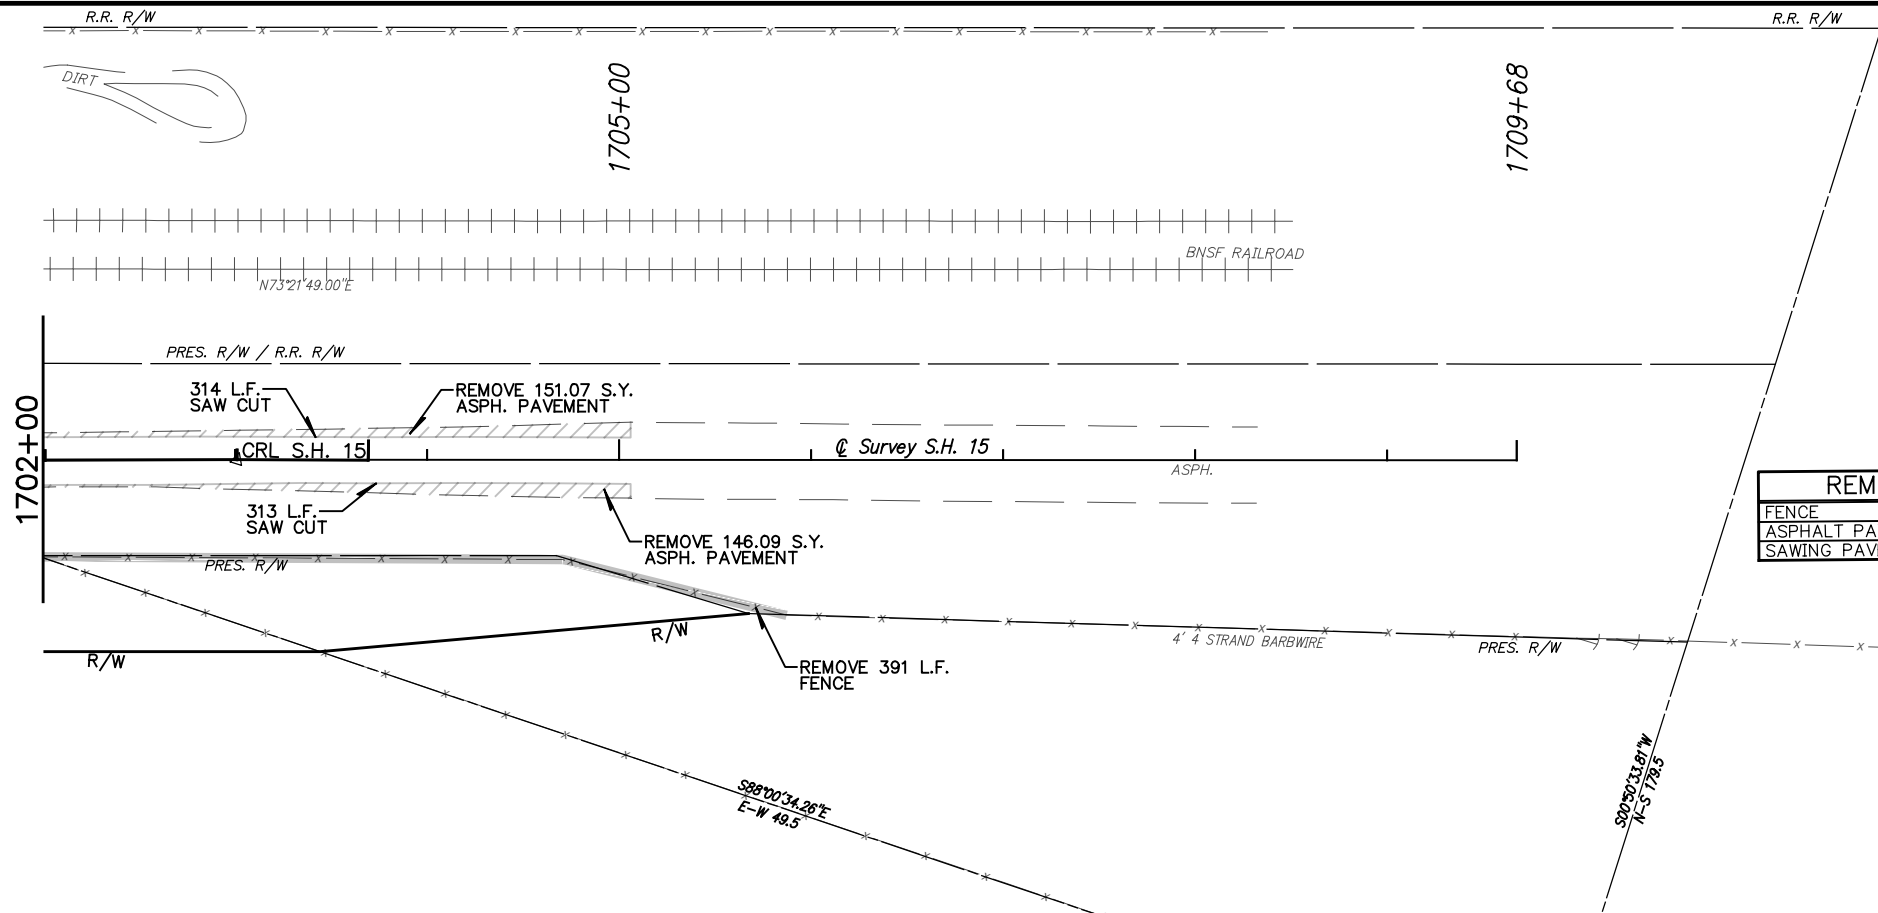 R.R. R/W
R.R. R/W
DIRT
1705+00
1709+68
BNSF RAILROAD
N73°21'49.00"E
PRES. R/W / R.R. R/W
314 L.F.
SAW CUT
REMOVE 151.07 S.Y.
ASPH. PAVEMENT
1702+00
CRL S.H. 15
℄ Survey S.H. 15
ASPH.
313 L.F.
SAW CUT
REMOVE 146.09 S.Y.
ASPH. PAVEMENT
REM
FENCE
ASPHALT PA
SAWING PAV
PRES. R/W
R/W
R/W
4' 4 STRAND BARBWIRE
PRES. R/W
REMOVE 391 L.F.
FENCE
S88°00'34.26"E
E-W 49.5
S00°50'33.81"W
N-S 179.5